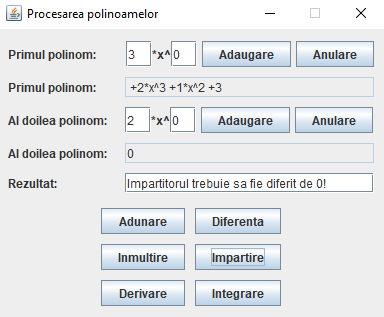 Procesarea polinoamelor
Primul polinom: 3 *x^ 0 Adaugare Anulare
Primul polinom: +2*x^3 +1*x^2 +3
Al doilea polinom: 2 *x^ 0 Adaugare Anulare
Al doilea polinom: 0
Rezultat: Impartitorul trebuie sa fie diferit de 0!
Adunare Diferenta
Inmultire Impartire
Derivare Integrare